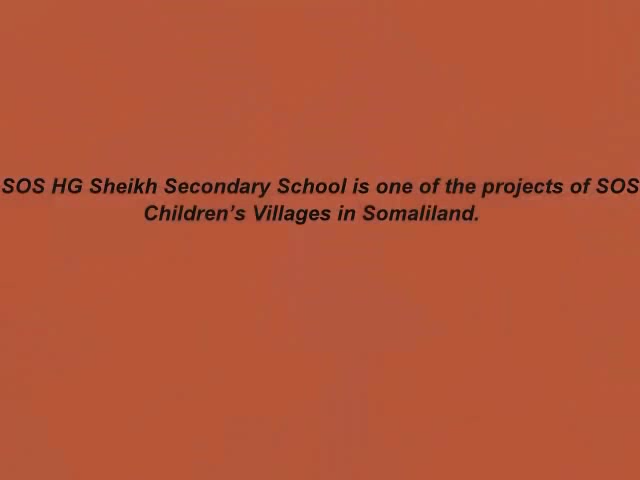 SOS HG Sheikh Secondary School is one of the projects of SOS
Children’s Villages in Somaliland.